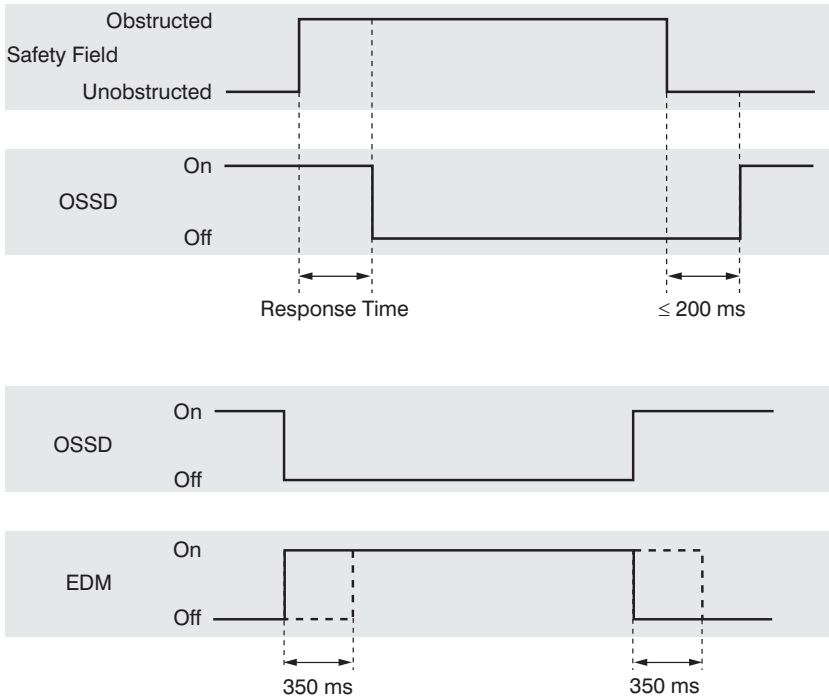 Obstructed
Safety Field
Unobstructed
On
OSSD
Off
Response Time
≤ 200 ms
On
OSSD
Off
On
EDM
Off
350 ms
350 ms